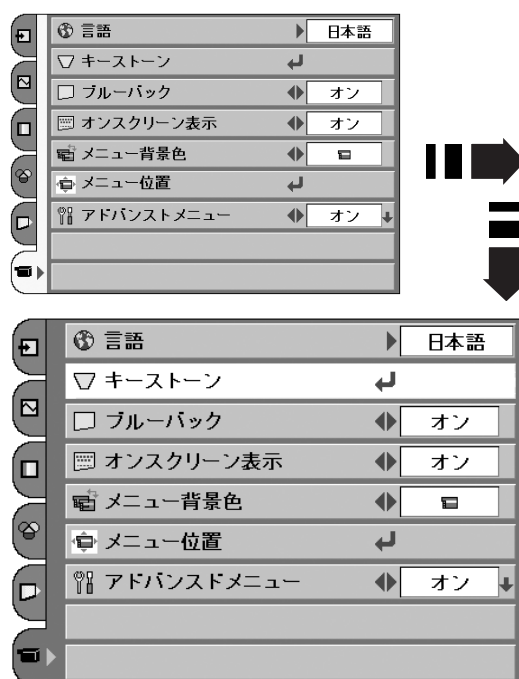 言語 日本語
キーストーン
ブルーバック オン
オンスクリーン表示 オン
メニュー背景色
メニュー位置
アドバンストメニュー オン
言語 日本語
キーストーン
ブルーバック オン
オンスクリーン表示 オン
メニュー背景色
メニュー位置
アドバンスドメニュー オン